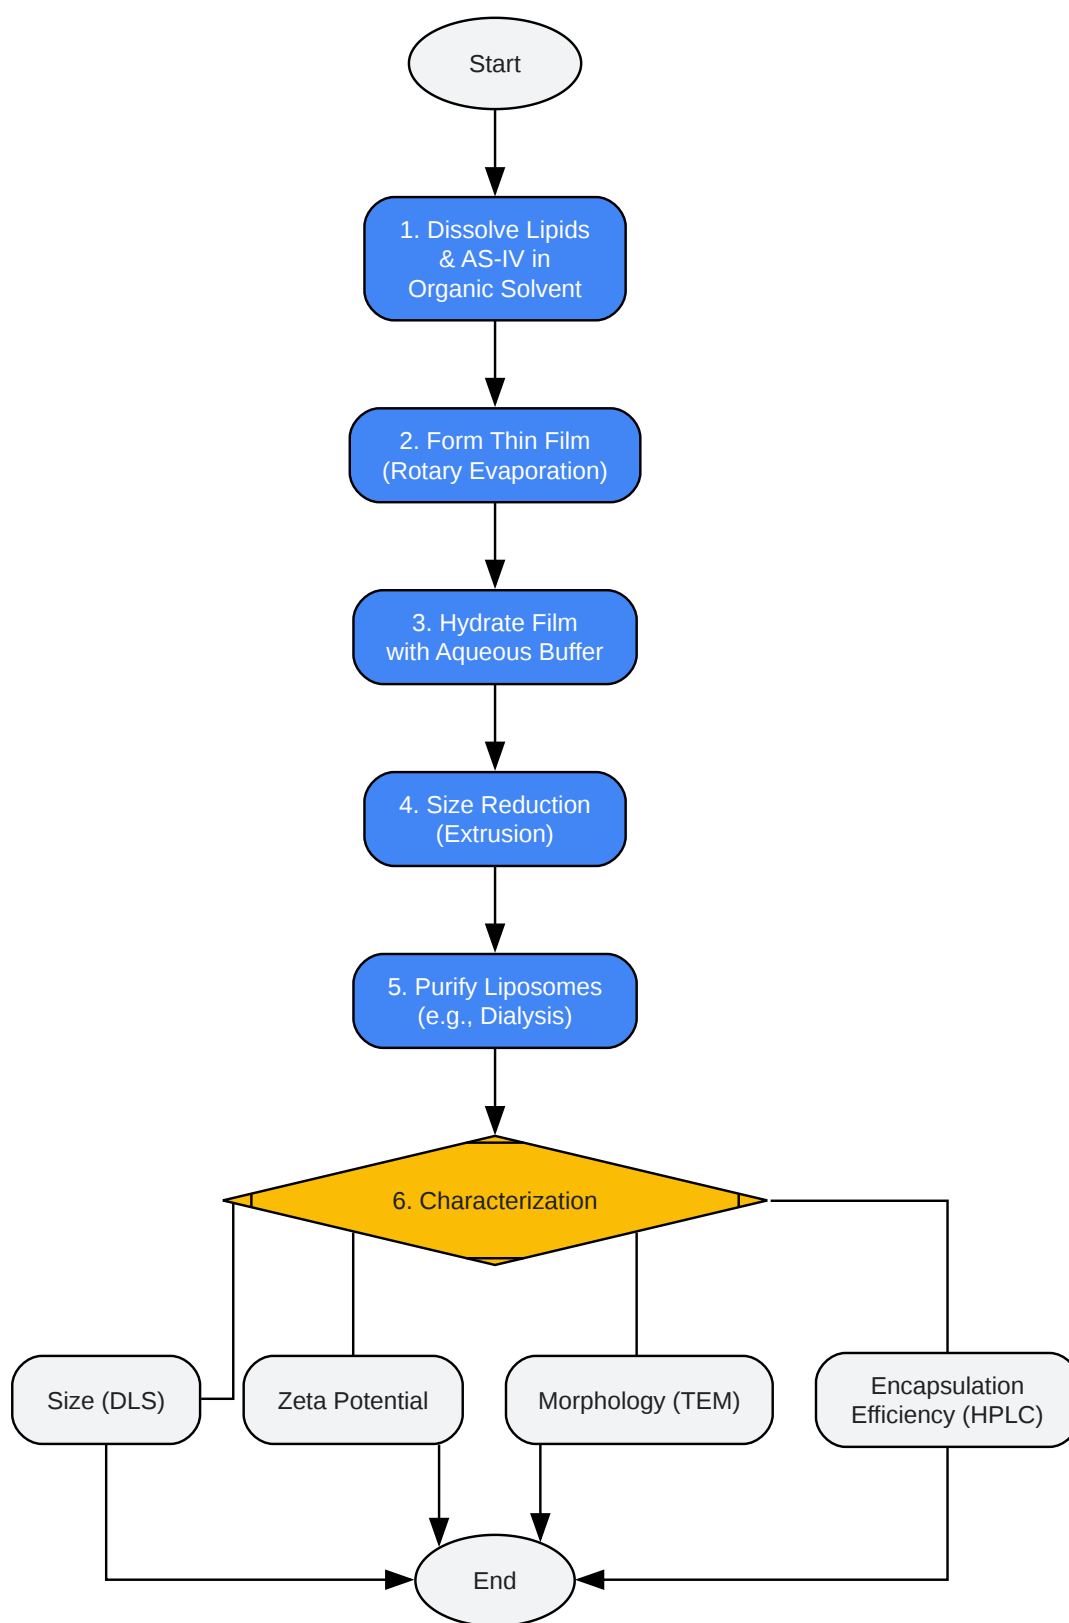 Start
1. Dissolve Lipids
& AS-IV in
Organic Solvent
2. Form Thin Film
(Rotary Evaporation)
3. Hydrate Film
with Aqueous Buffer
4. Size Reduction
(Extrusion)
5. Purify Liposomes
(e.g., Dialysis)
6. Characterization
Size (DLS)
Zeta Potential
Morphology (TEM)
Encapsulation
Efficiency (HPLC)
End